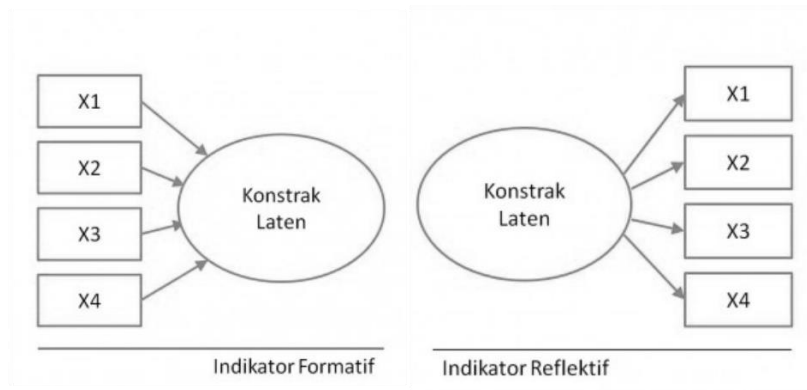 X1
X2
X3
X4
Konstrak
Laten
Indikator Formatif
Konstrak
Laten
X1
X2
X3
X4
Indikator Reflektif